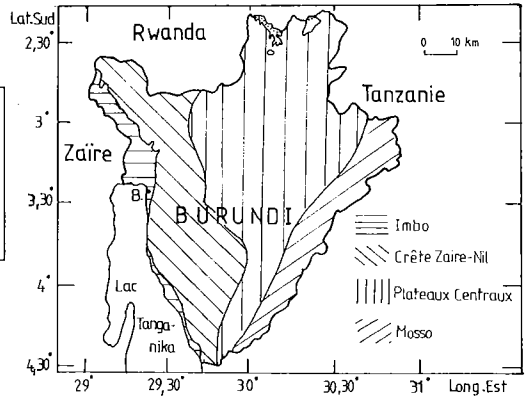 Lat.Sud
2,30°
3°
3,30°
4°
4,30°
Rwanda
0 10 km
Tanzanie
Zaïre
B.
BURUNDI
Lac
Tanga-
nika
Imbo
Crête Zaïre-Nil
Plateaux Centraux
Mosso
29° 29,30° 30° 30,30° 31° Long.Est